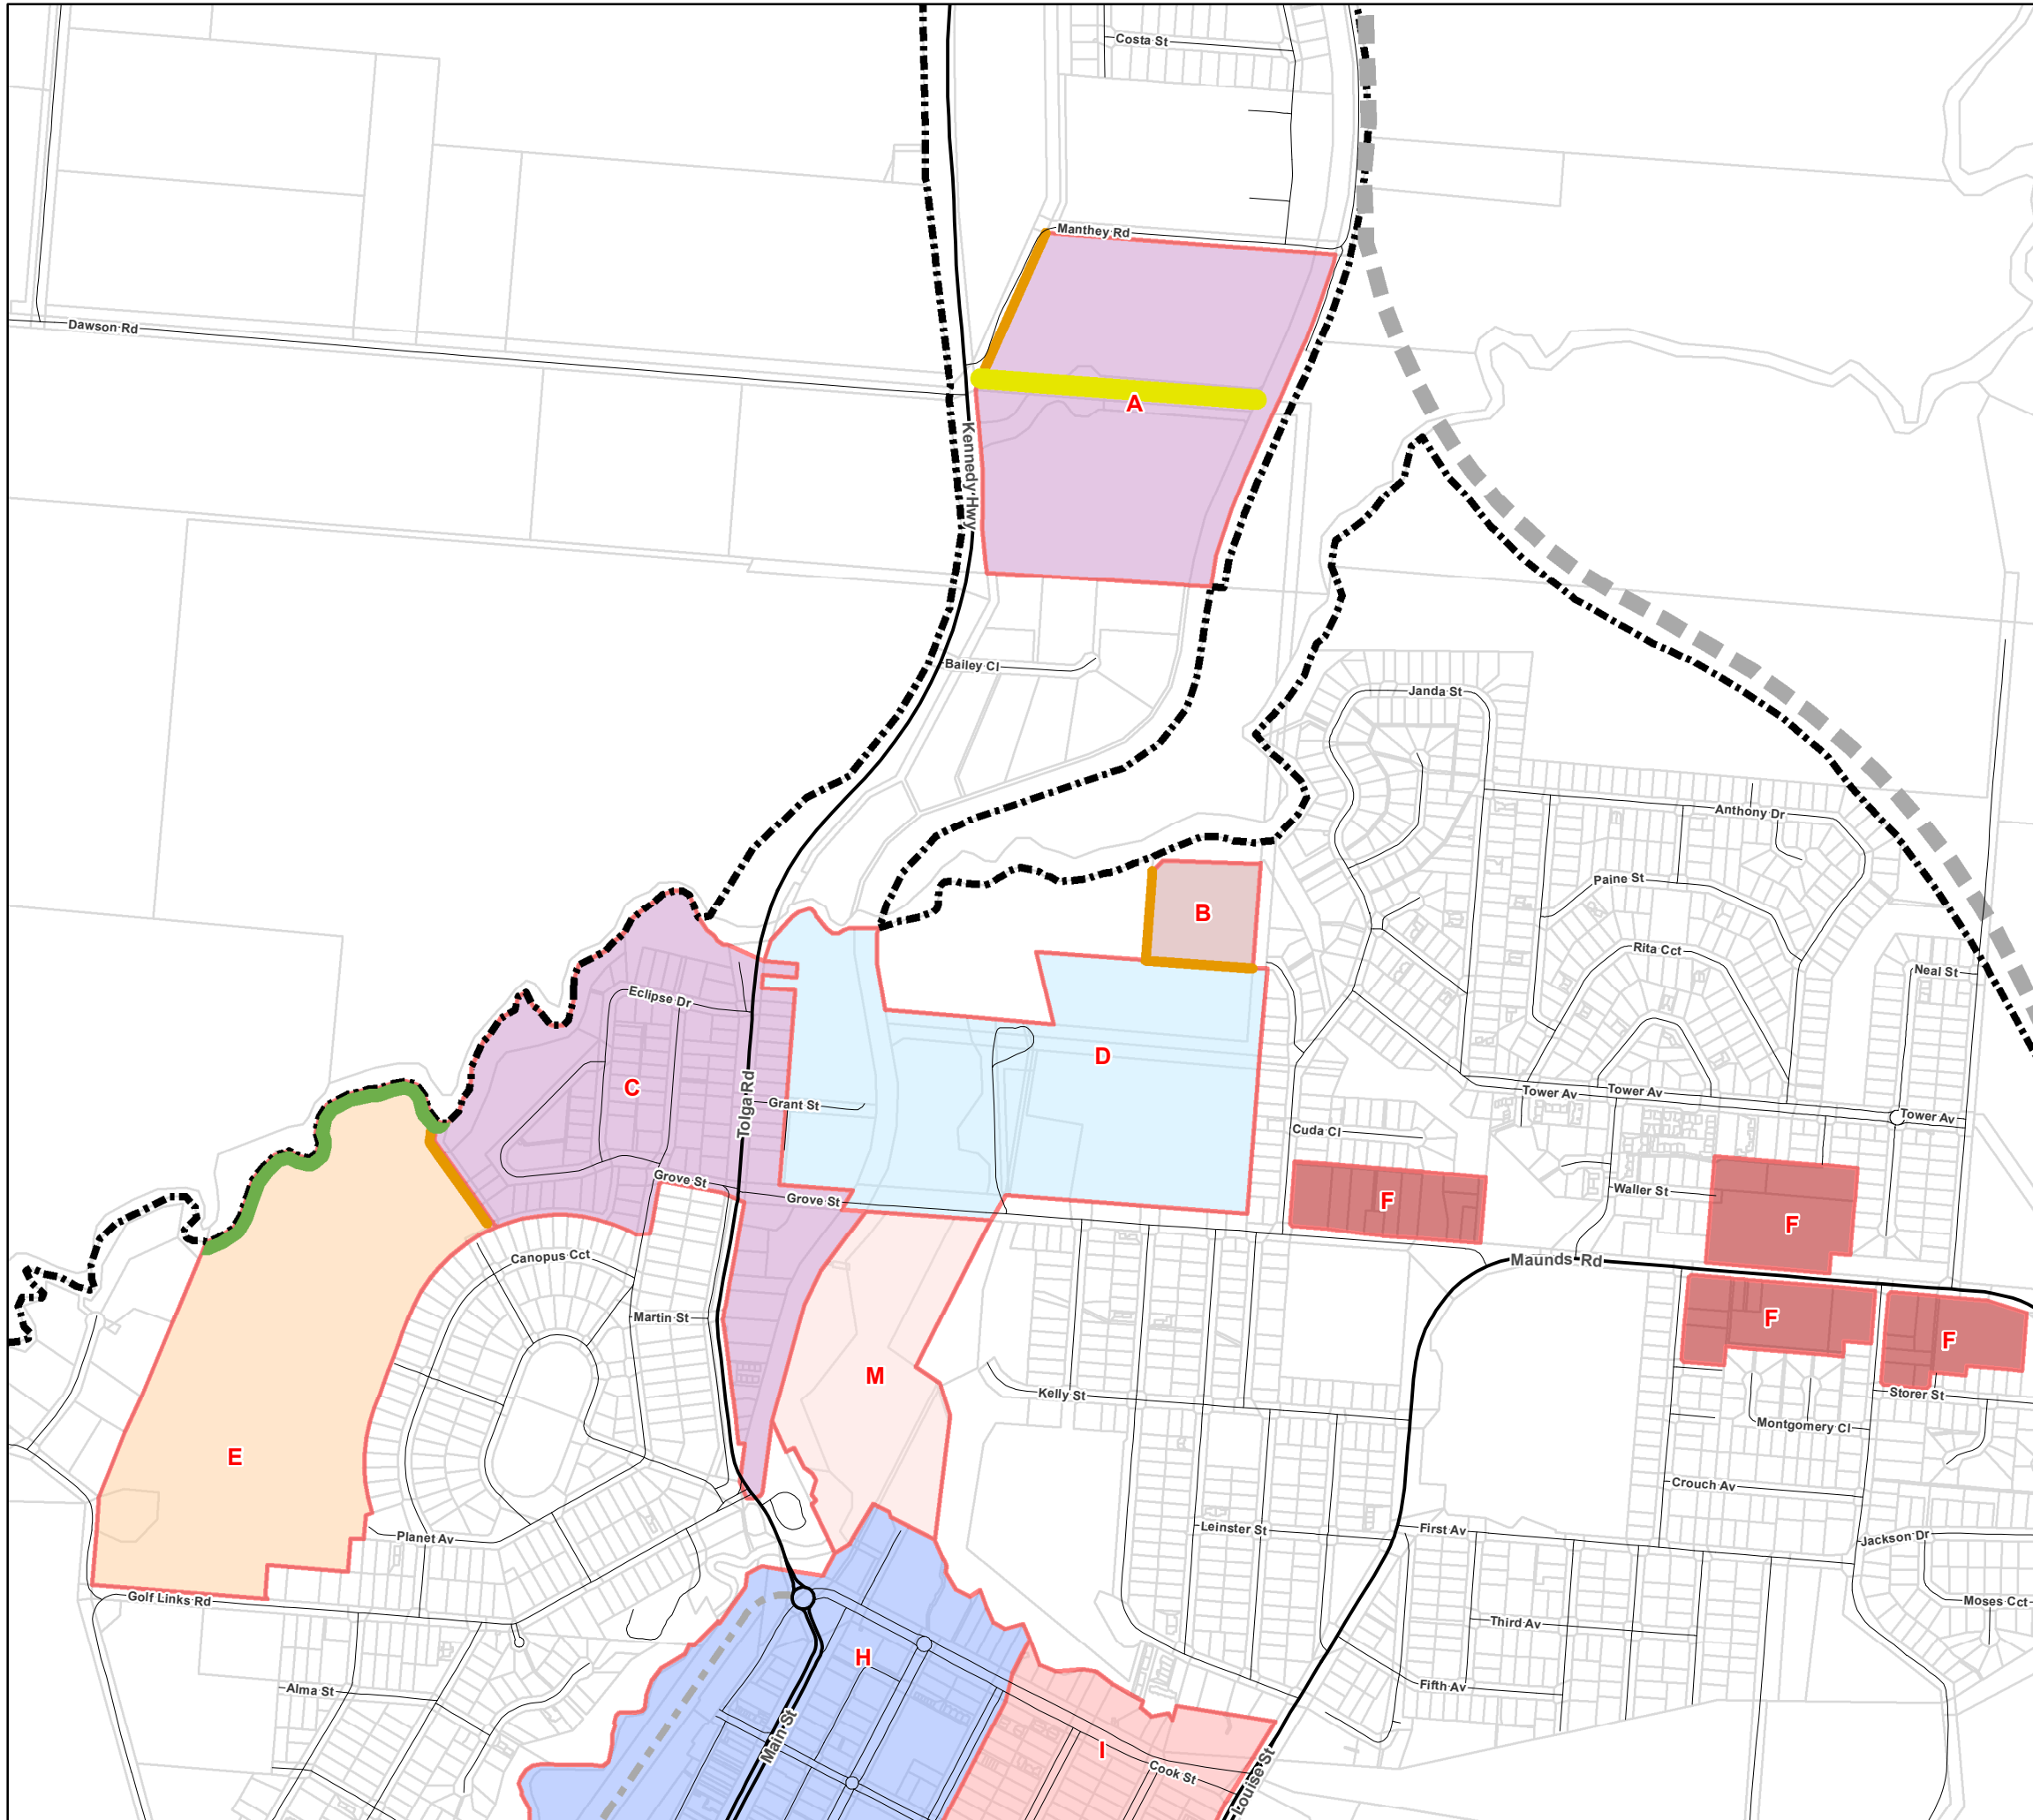 Costa St
Manthey Rd
Dawson Rd
A
Kennedy Hwy
Bailey Cl
Janda St
Anthony Dr
Paine St
B
Rita Cct
Neal St
Eclipse Dr
D
C
Tolga Rd
Grant St
Tower Av
Tower Av
Tower Av
Cuda Cl
Grove St
Grove St
F
Waller St
F
Canopus Cct
Maunds Rd
Martin St
F
F
M
Kelly St
Storer St
Montgomery Cl
E
Crouch Av
Planet Av
Leinster St
First Av
Jackson Dr
Golf Links Rd
Moses Cct
Third Av
H
Alma St
Fifth Av
Main St
I
Cook St
Louise St